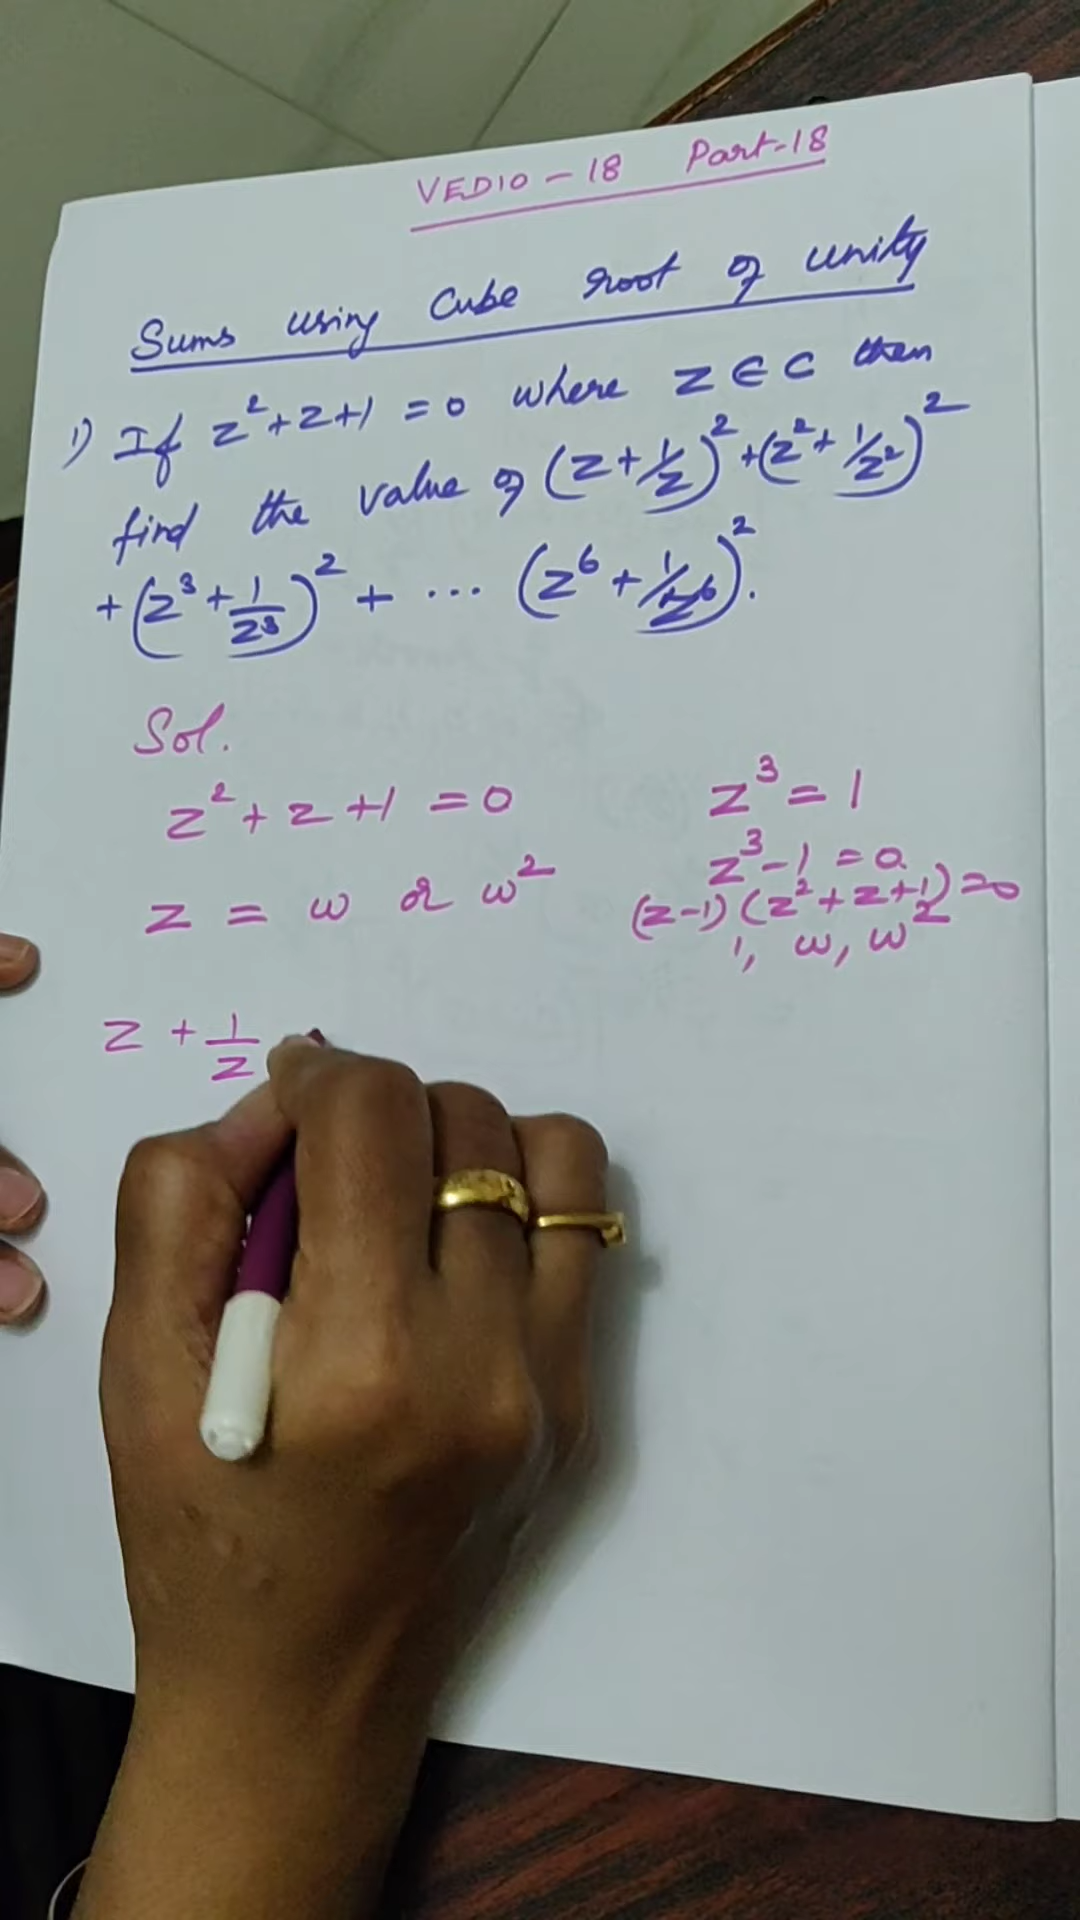 VEDIO - 18 Part-18
Sums using Cube root of unity
1) If z²+z+1 = 0 where z ∈ C then
find the value of (z + 1/z)² + (z² + 1/z²)²
+ (z³ + 1/z³)² + ... (z⁶ + 1/z⁶)².
Sol.
z² + z + 1 = 0
z = ω or ω²
z³ = 1
z³ - 1 = 0
(z-1) (z² + z + 1) = 0
1, ω, ω²
z + 1/z